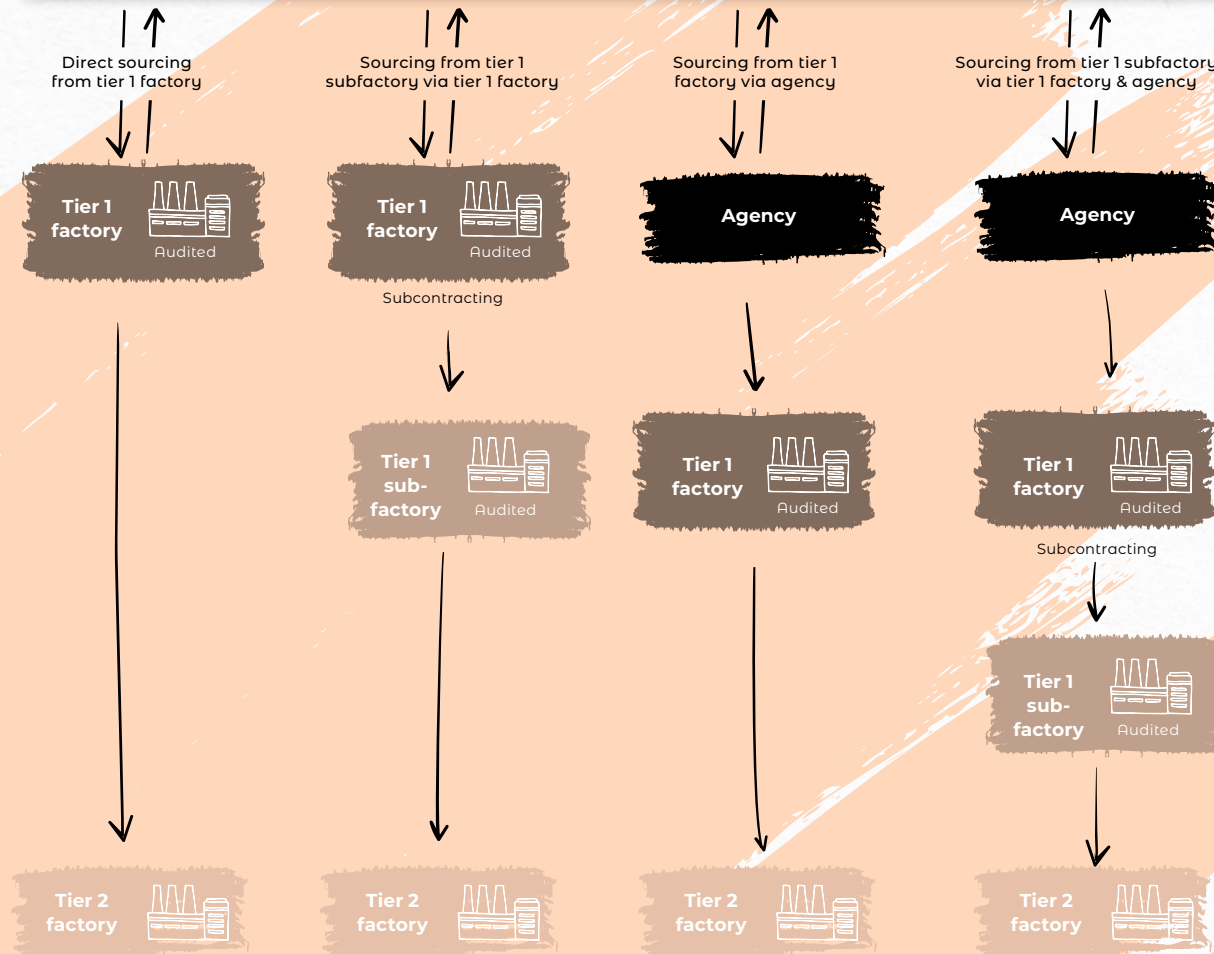 Direct sourcing
from tier 1 factory
Sourcing from tier 1
subfactory via tier 1 factory
Sourcing from tier 1
factory via agency
Sourcing from tier 1 subfactory
via tier 1 factory & agency
Tier 1
factory
Audited
Tier 1
factory
Audited
Agency
Agency
Subcontracting
Tier 1
sub-
factory
Audited
Tier 1
factory
Audited
Tier 1
factory
Audited
Subcontracting
Tier 1
sub-
factory
Audited
Tier 2
factory
Tier 2
factory
Tier 2
factory
Tier 2
factory